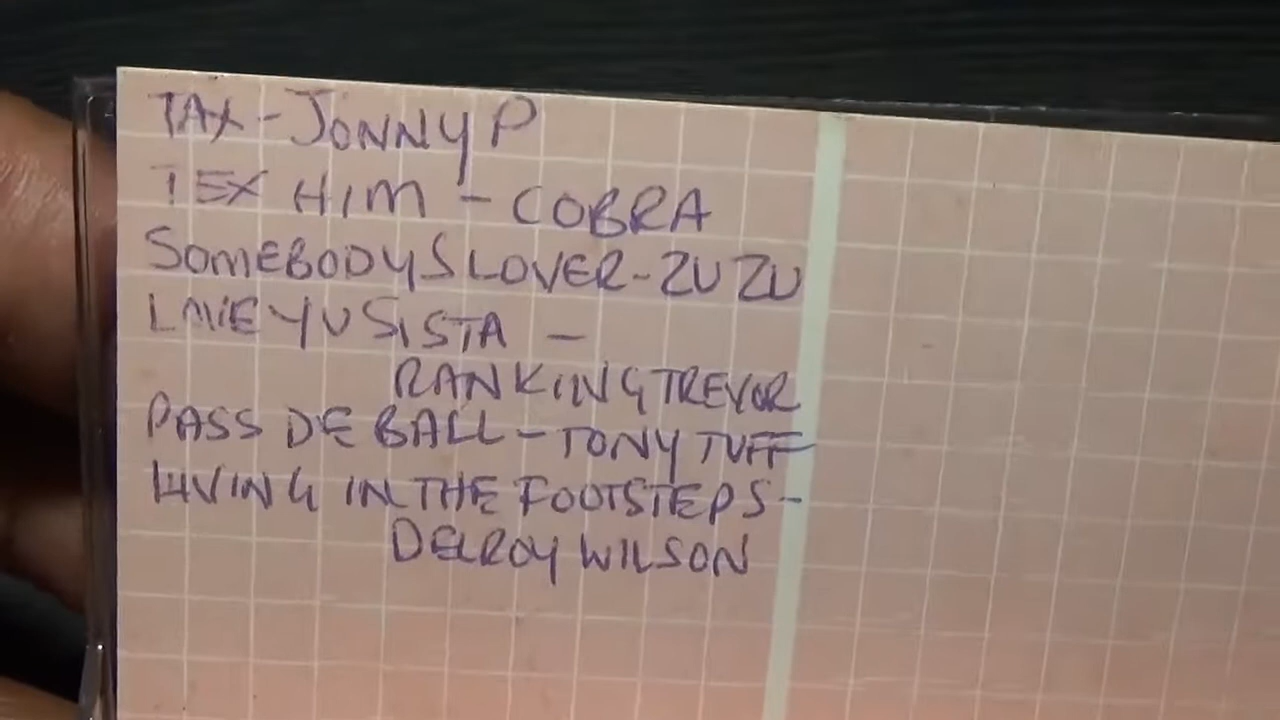 TAX - JONNY P
TEX HIM - COBRA
SOMEBODYS LOVER - ZU ZU
LOVE YU SISTA -
RANKING TREVOR
PASS DE BALL - TONY TUFF
LIVING IN THE FOOTSTEPS -
DELROY WILSON